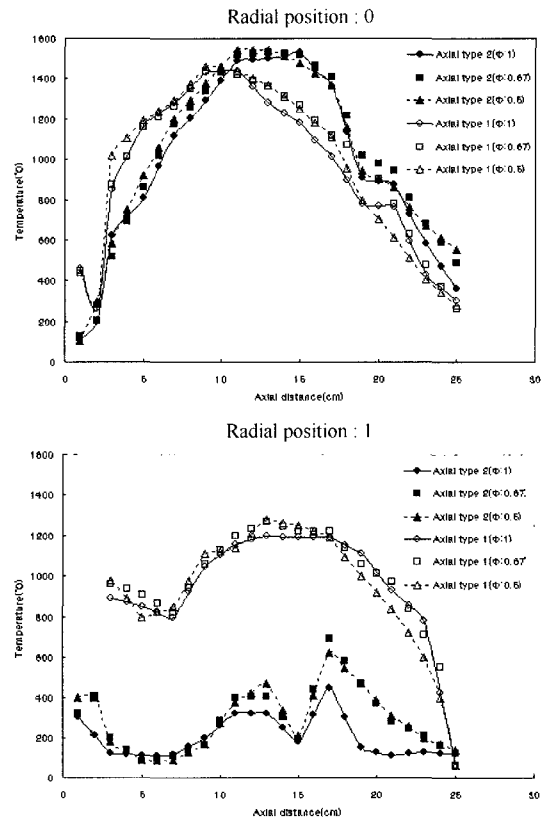 Radial position : 0
1600
1400
1200
1000
800
600
400
200
0
Temperature(℃)
0 5 10 15 20 25 30
Axial distance(cm)
Axial type 2(Φ:1)
Axial type 2(Φ:0.67)
Axial type 2(Φ:0.5)
Axial type 1(Φ:1)
Axial type 1(Φ:0.67)
Axial type 1(Φ:0.5)
Radial position : 1
1600
1400
1200
1000
800
600
400
200
0
Temperature(℃)
0 5 10 15 20 25 30
Axial distance(cm)
Axial type 2(Φ:1)
Axial type 2(Φ:0.67)
Axial type 2(Φ:0.5)
Axial type 1(Φ:1)
Axial type 1(Φ:0.67)
Axial type 1(Φ:0.5)